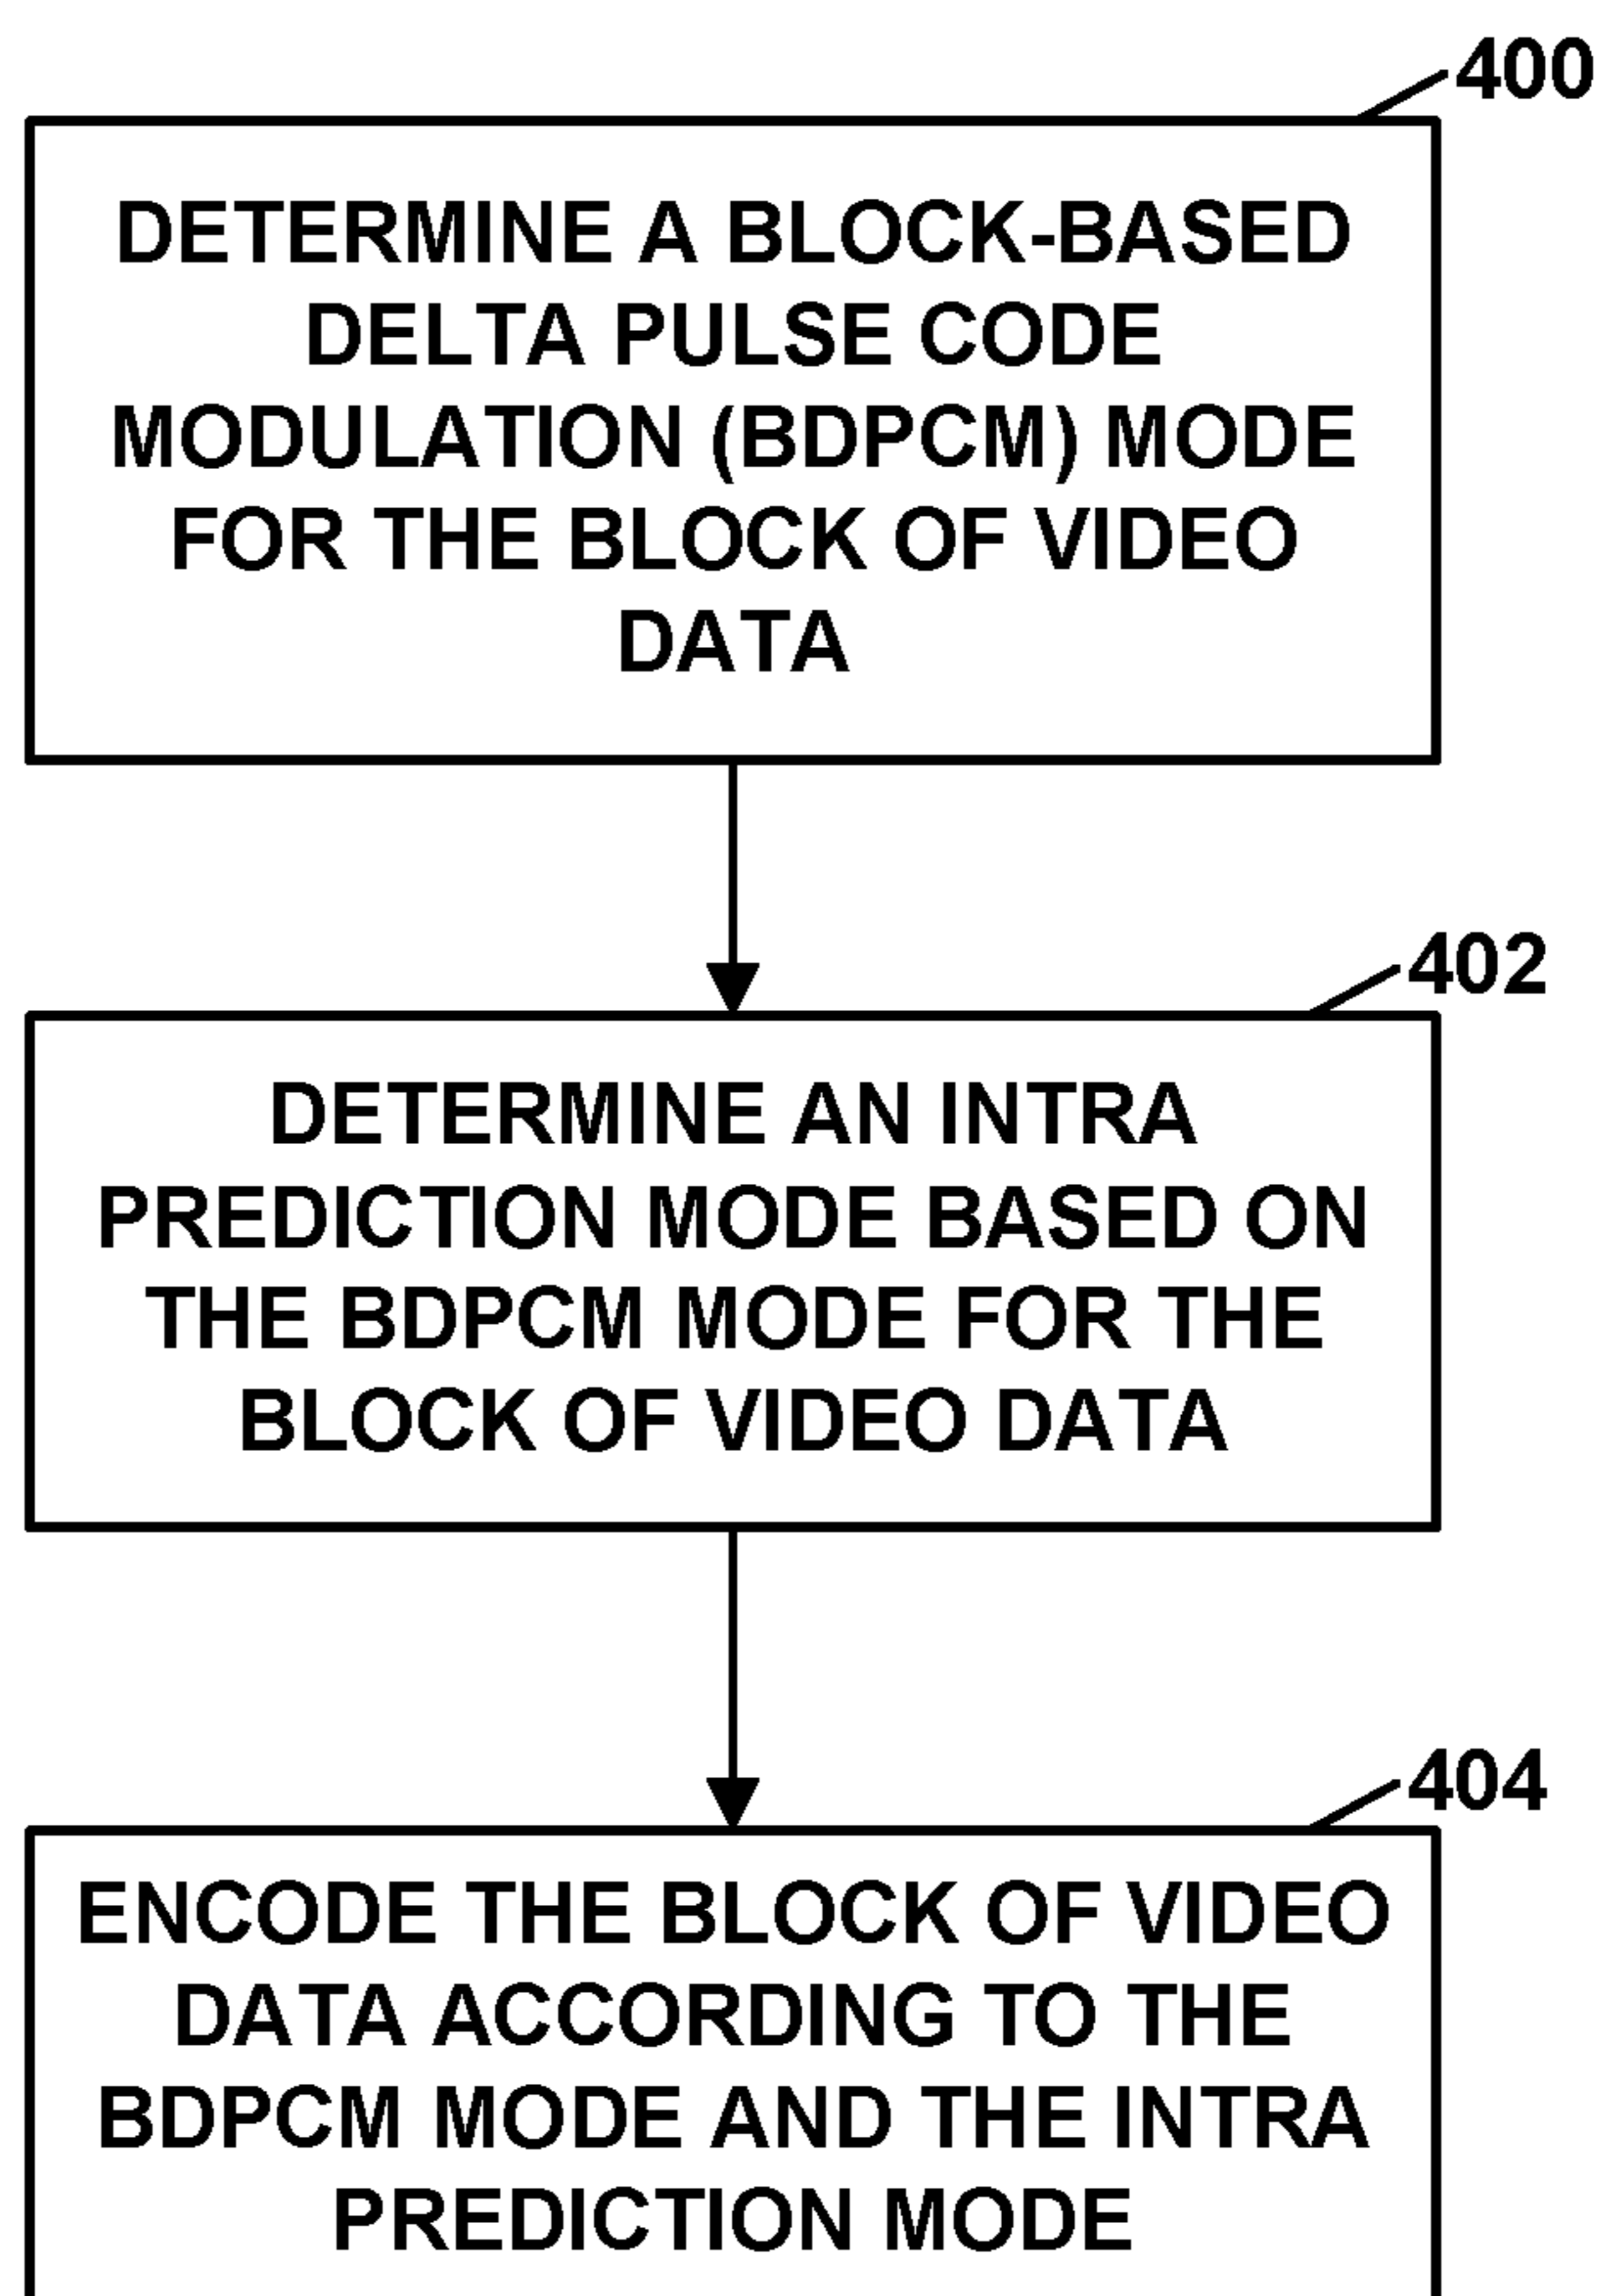 400
DETERMINE A BLOCK-BASED
DELTA PULSE CODE
MODULATION (BDPCM) MODE
FOR THE BLOCK OF VIDEO
DATA
402
DETERMINE AN INTRA
PREDICTION MODE BASED ON
THE BDPCM MODE FOR THE
BLOCK OF VIDEO DATA
404
ENCODE THE BLOCK OF VIDEO
DATA ACCORDING TO THE
BDPCM MODE AND THE INTRA
PREDICTION MODE